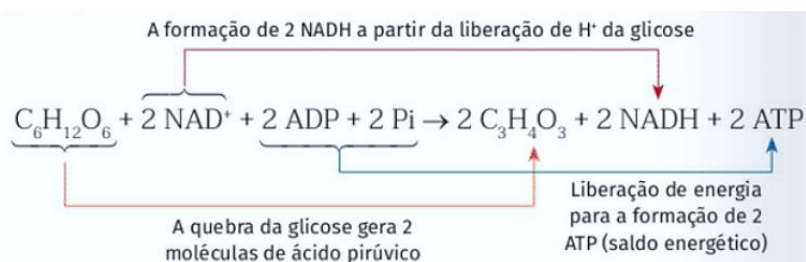 A formação de 2 NADH a partir da liberação de H⁺ da glicose
C₆H₁₂O₆ + 2 NAD⁺ + 2 ADP + 2 Pi → 2 C₃H₄O₃ + 2 NADH + 2 ATP
A quebra da glicose gera 2
moléculas de ácido pirúvico
Liberação de energia
para a formação de 2
ATP (saldo energético)